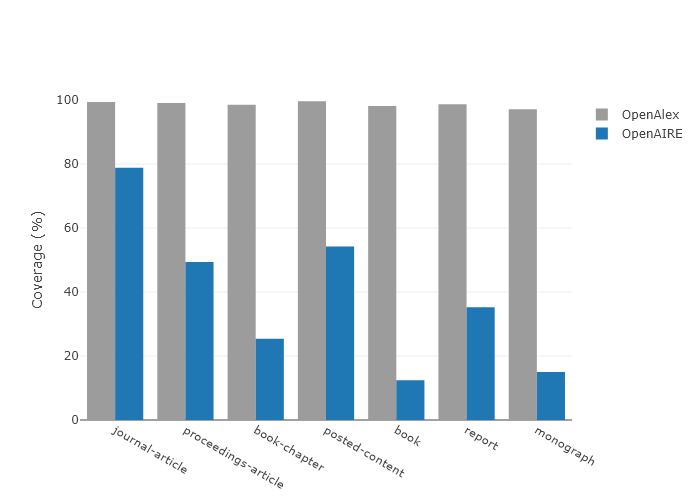 100
80
60
40
20
0
Coverage (%)
journal-article
proceedings-article
book-chapter
posted-content
book
report
monograph
OpenAlex
OpenAIRE